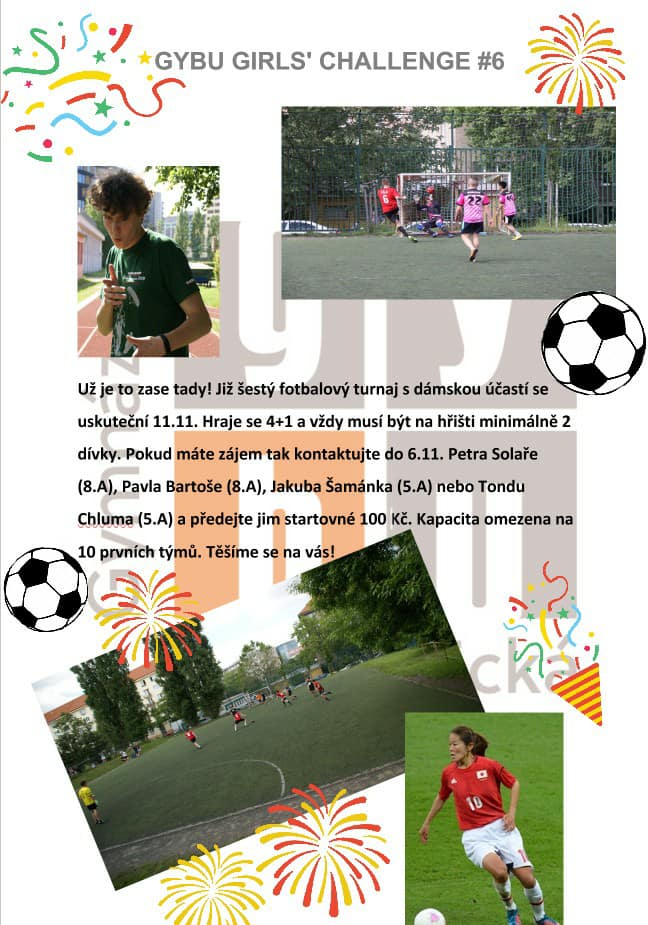 GYBU GIRLS' CHALLENGE #6
6
22
Už je to zase tady! Již šestý fotbalový turnaj s dámskou účastí se
uskuteční 11.11. Hraje se 4+1 a vždy musí být na hřišti minimálně 2
dívky. Pokud máte zájem tak kontaktujte do 6.11. Petra Solaře
(8.A), Pavla Bartoše (8.A), Jakuba Šamánka (5.A) nebo Tondu
Chluma (5.A) a předejte jim startovné 100 Kč. Kapacita omezena na
10 prvních týmů. Těšíme se na vás!
10